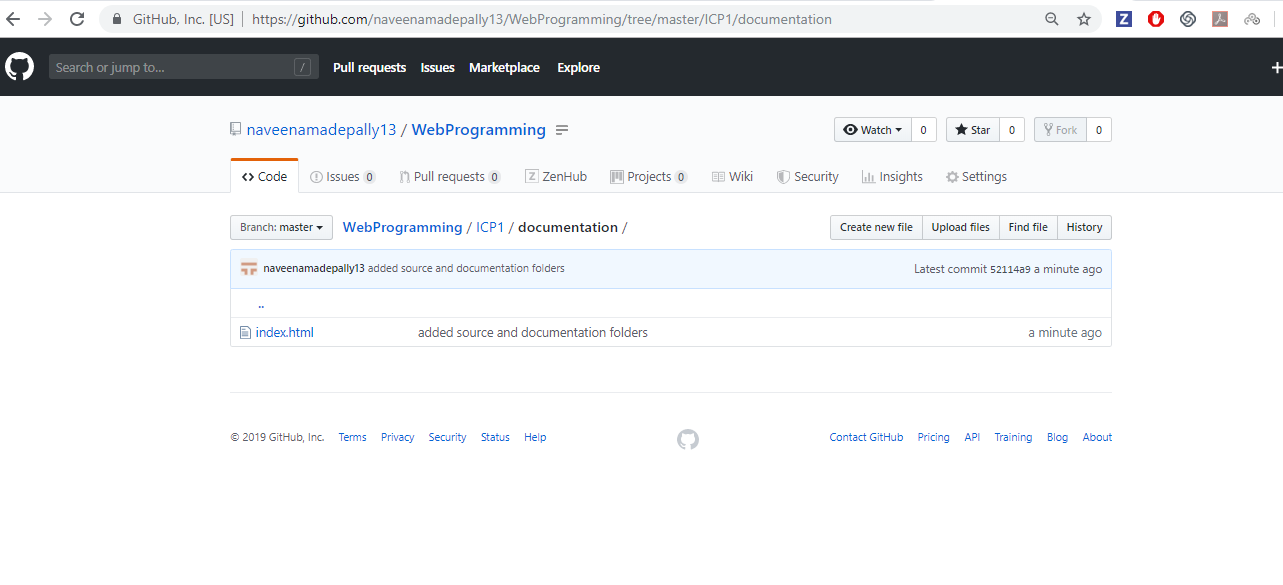 GitHub, Inc. [US] | https://github.com/naveenamadepally13/WebProgramming/tree/master/ICP1/documentation
Z
Search or jump to... /
Pull requests Issues Marketplace Explore
naveenamadepally13 / WebProgramming
Watch 0 Star 0 Fork 0
Code Issues 0 Pull requests 0 ZenHub Projects 0 Wiki Security Insights Settings
Branch: master WebProgramming / ICP1 / documentation /
Create new file Upload files Find file History
naveenamadepally13 added source and documentation folders Latest commit 52114a9 a minute ago
..
index.html added source and documentation folders a minute ago
© 2019 GitHub, Inc. Terms Privacy Security Status Help
Contact GitHub Pricing API Training Blog About